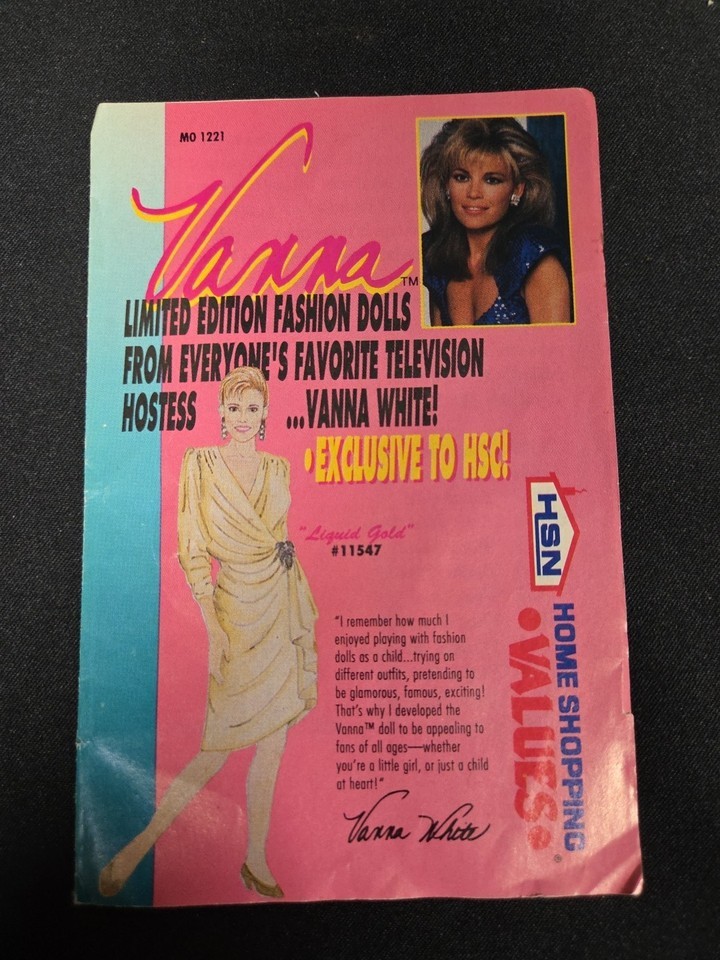 MO 1221
Vanna™
LIMITED EDITION FASHION DOLLS
FROM EVERYONE'S FAVORITE TELEVISION
HOSTESS ...VANNA WHITE!
•EXCLUSIVE TO HSC!
"Liquid Gold"
#11547
"I remember how much I
enjoyed playing with fashion
dolls as a child...trying on
different outfits, pretending to
be glamorous, famous, exciting!
That's why I developed the
Vanna™ doll to be appealing to
fans of all ages—whether
you're a little girl, or just a child
at heart!"
Vanna White
HSN
HOME SHOPPING
•VALUES•®